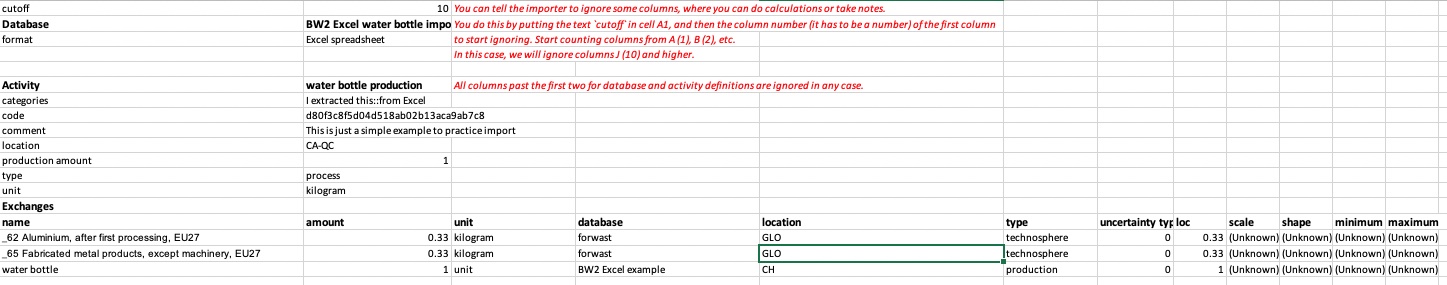 cutoff 10 You can tell the importer to ignore some columns, where you can do calculations or take notes.
Database BW2 Excel water bottle impo You do this by putting the text `cutoff` in cell A1, and then the column number (it has to be a number) of the first column
format Excel spreadsheet to start ignoring. Start counting columns from A (1), B (2), etc.
In this case, we will ignore columns J (10) and higher.
Activity water bottle production All columns past the first two for database and activity definitions are ignored in any case.
categories I extracted this::from Excel
code d80f3c8f5d04d518ab02b13aca9ab7c8
comment This is just a simple example to practice import
location CA-QC
production amount 1
type process
unit kilogram
Exchanges
name amount unit database location type uncertainty typ loc scale shape minimum maximum
_62 Aluminium, after first processing, EU27 0.33 kilogram forwast GLO technosphere 0 0.33 (Unknown) (Unknown) (Unknown) (Unknown)
_65 Fabricated metal products, except machinery, EU27 0.33 kilogram forwast GLO technosphere 0 0.33 (Unknown) (Unknown) (Unknown) (Unknown)
water bottle 1 unit BW2 Excel example CH production 0 1 (Unknown) (Unknown) (Unknown) (Unknown)